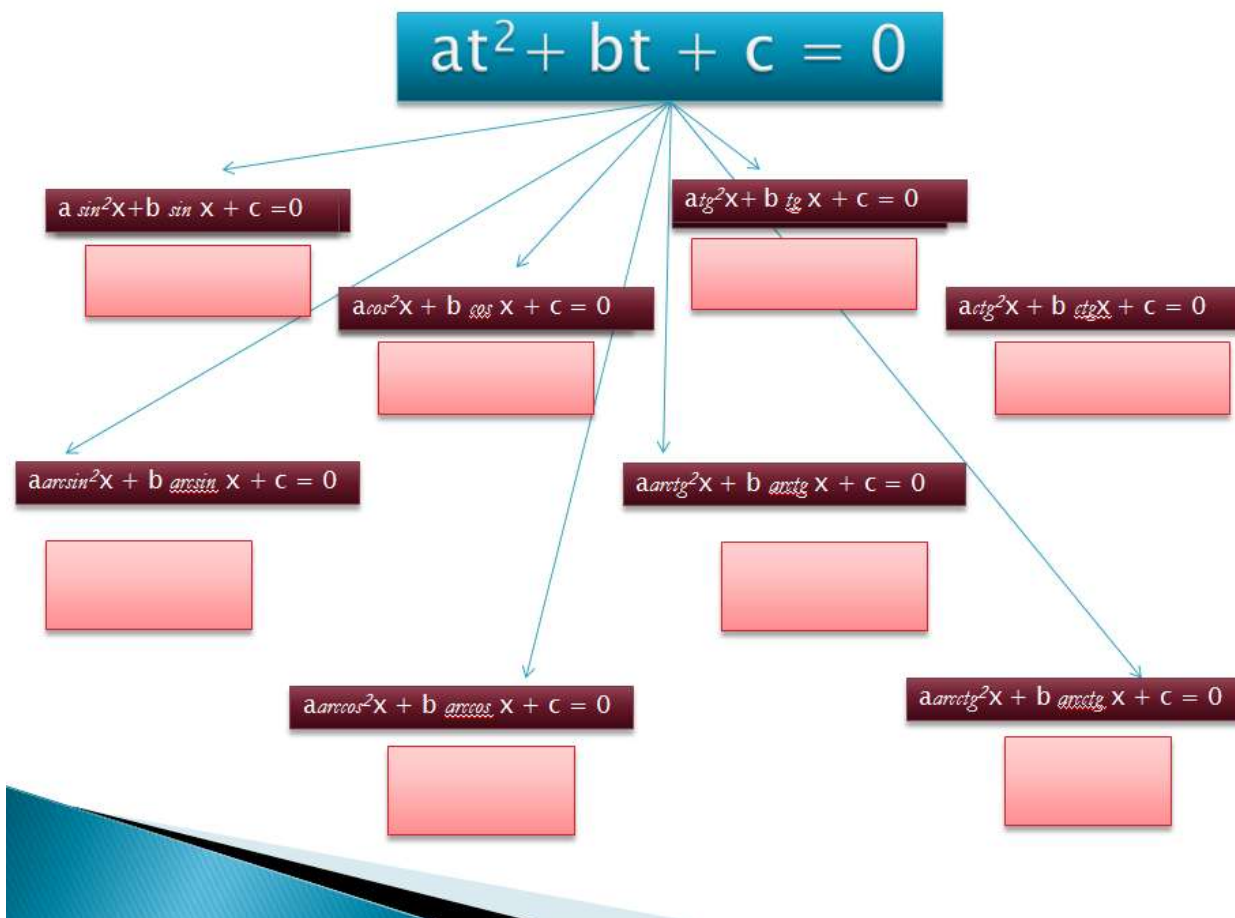 at²+ bt + c = 0
a sin²x+b sin x + c =0
atg²x+ b tg x + c = 0
acos²x + b cos x + c = 0
actg²x + b ctgx + c = 0
aarcsin²x + b arcsin x + c = 0
aarctg²x + b arctg x + c = 0
aarccos²x + b arccos x + c = 0
aarcctg²x + b arcctg x + c = 0